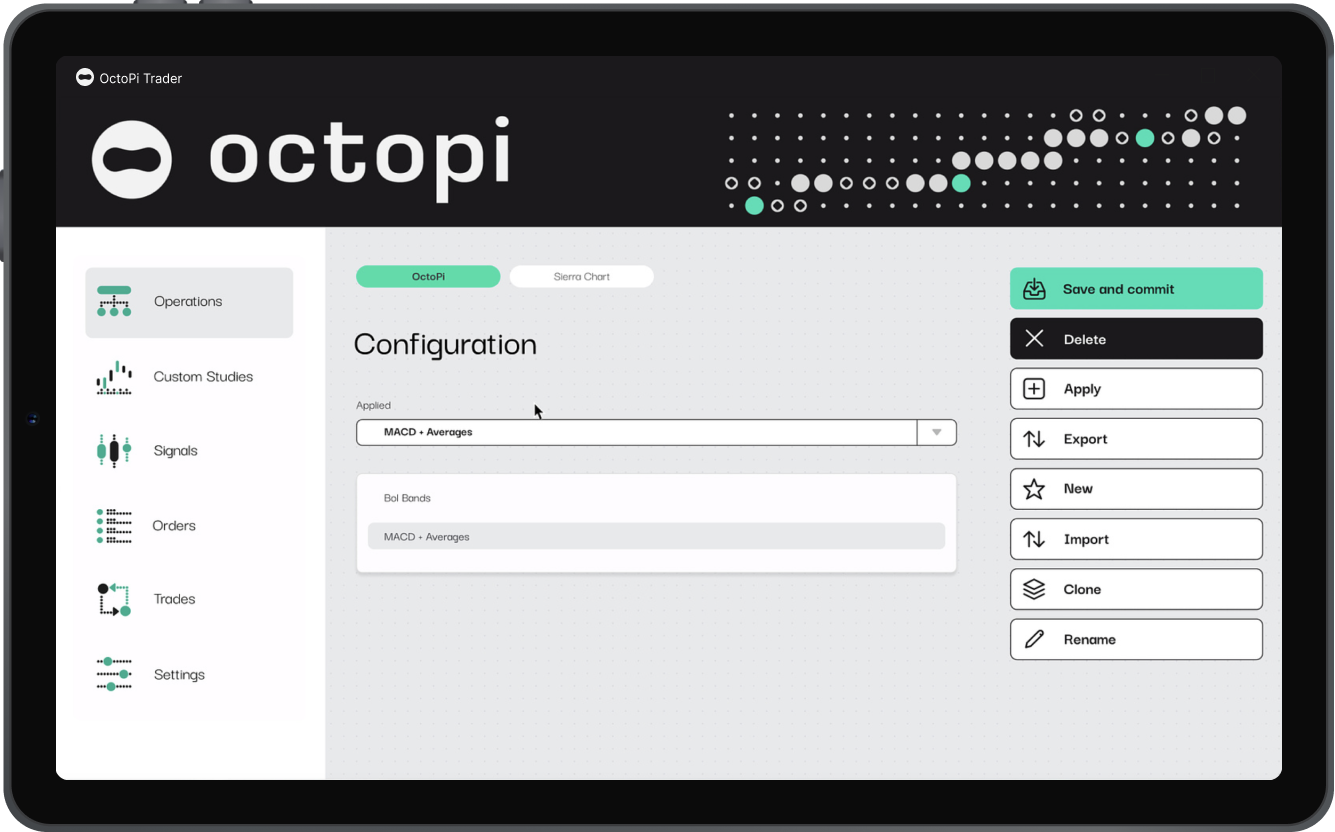 OctoPi Trader
octopi
Operations
Custom Studies
Signals
Orders
Trades
Settings
OctoPi
Sierra Chart
Configuration
Applied
MACD + Averages
Bol Bands
MACD + Averages
Save and commit
Delete
Apply
Export
New
Import
Clone
Rename